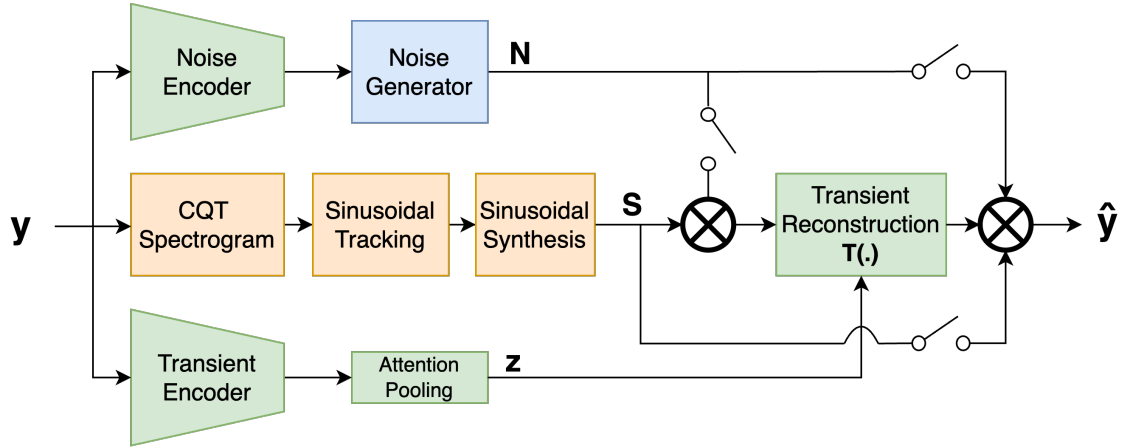 Noise
Encoder
Noise
Generator
N
y
CQT
Spectrogram
Sinusoidal
Tracking
Sinusoidal
Synthesis
S
Transient
Reconstruction
T(.)
ŷ
Transient
Encoder
Attention
Pooling
z